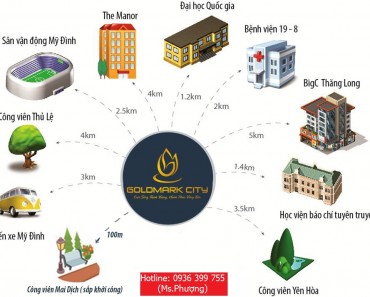 Đại học Quốc gia
The Manor
Bệnh viện 19 - 8
Sân vận động Mỹ Đình
BigC Thăng Long
4km
1.2km
2km
2.5km
5km
Công viên Thủ Lệ
4km
1.4km
GOLDMARK CITY
3km
3.5km
Học viện báo chí tuyên truyề
ến xe Mỹ Đình
100m
Hotline: 0936 399 755
(Ms.Phượng)
Công viên Mai Dịch (sắp khởi công)
Công viên Yên Hòa